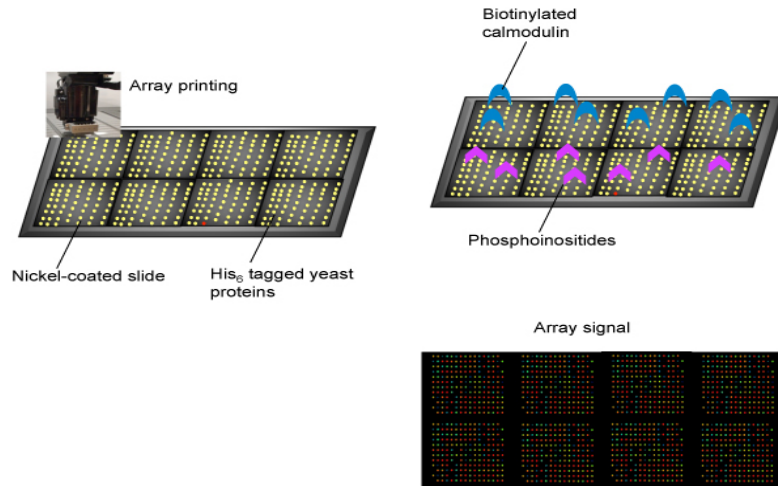 Array printing
Nickel-coated slide
His₆ tagged yeast
proteins
Biotinylated
calmodulin
Phosphoinositides
Array signal